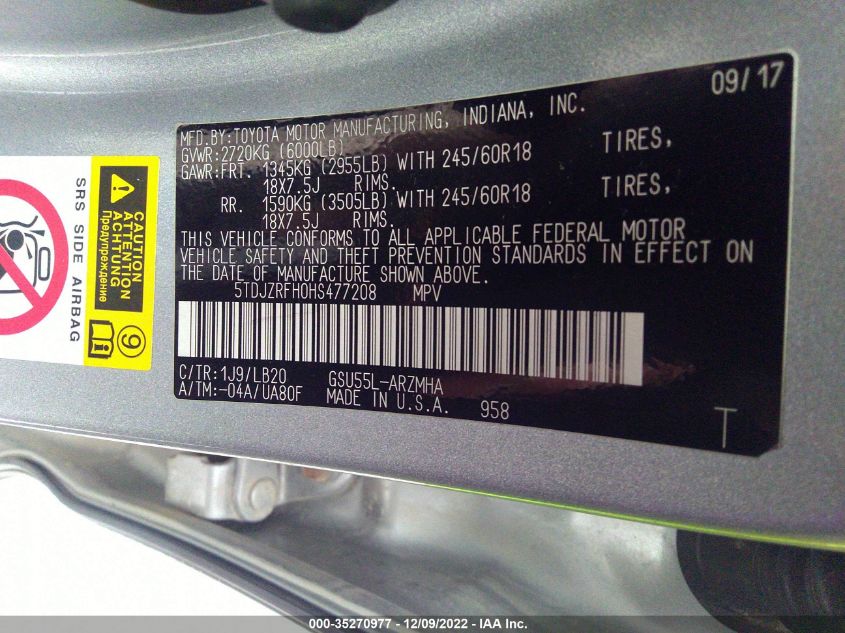 09/17
MFD.BY:TOYOTA MOTOR MANUFACTURING, INDIANA, INC.
GVWR:2720KG (6000LB)
GAWR:FRT. 1345KG (2955LB) WITH 245/60R18 TIRES,
18X7.5J RIMS.
RR. 1590KG (3505LB) WITH 245/60R18 TIRES,
18X7.5J RIMS.
THIS VEHICLE CONFORMS TO ALL APPLICABLE FEDERAL MOTOR
VEHICLE SAFETY AND THEFT PREVENTION STANDARDS IN EFFECT ON
THE DATE OF MANUFACTURE SHOWN ABOVE.
5TDJZRFH0HS477208 MPV
C/TR:1J9/LB20 GSU55L-ARZMHA
A/TM:-04A/UA80F MADE IN U.S.A. 958
T
SRS SIDE AIRBAG
CAUTION
ATTENTION
ACHTUNG
Предупреждение
9
000-35270977 - 12/09/2022 - IAA Inc.